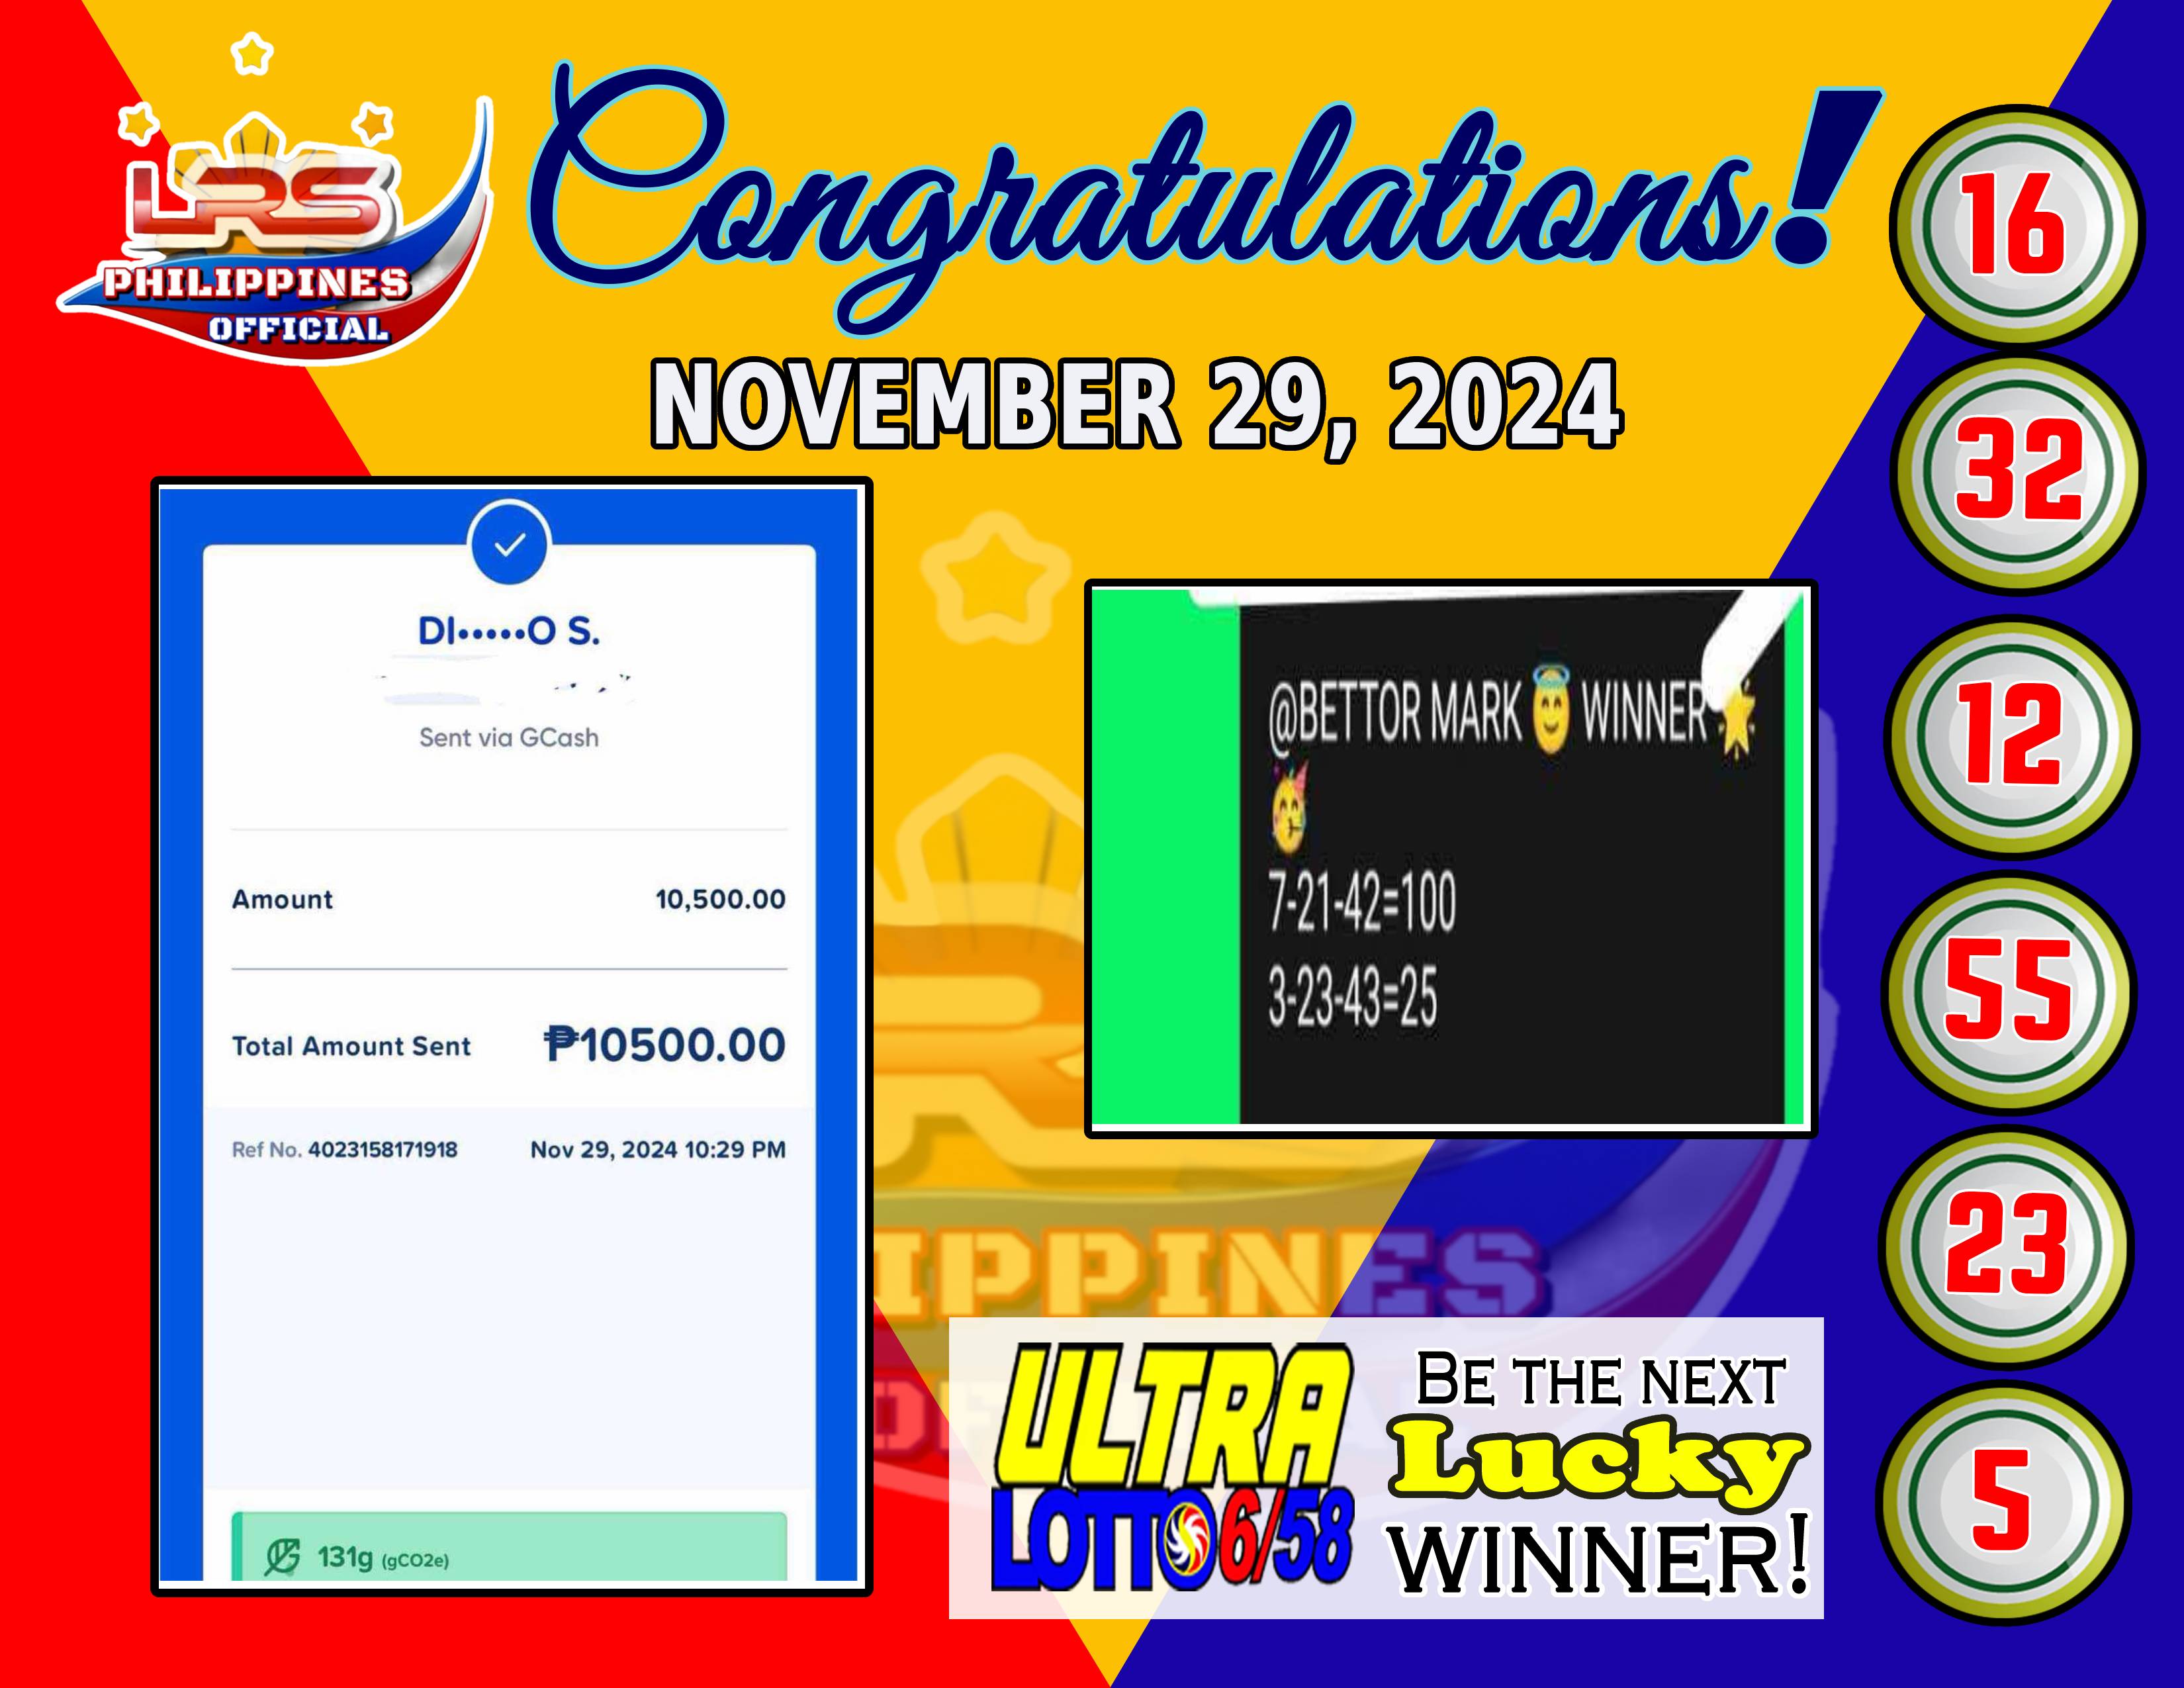 LRS
PHILIPPINES
OFFICIAL
Congratulations!
NOVEMBER 29, 2024
DI•••••O S.
Sent via GCash
Amount 10,500.00
Total Amount Sent ₱10500.00
Ref No. 4023158171918 Nov 29, 2024 10:29 PM
131g (gCO2e)
@BETTOR MARK 😇 WINNER 🌟
🥳
7-21-42=100
3-23-43=25
ULTRA
LOTTO 6/58
BE THE NEXT
Lucky
WINNER!
16
32
12
55
23
5